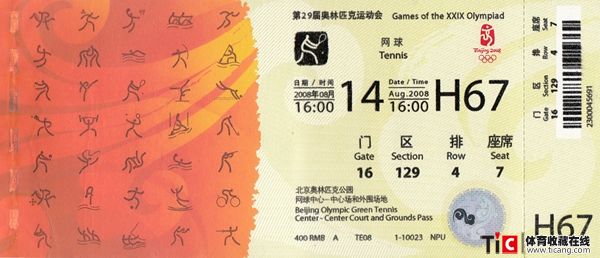 第29届奥林匹克运动会 Games of the XXIX Olympiad
网球
Tennis
Beijing 2008
日期 / 时间
2008年08月
16:00
14
Date / Time
Aug.2008
16:00
H67
门 区 排 座席
Gate Section Row Seat
16 129 4 7
北京奥林匹克公园
网球中心-中心场和外围场地
Beijing Olympic Green Tennis
Center- Center Court and Grounds Pass
400 RMB A TE08 1-10023 NPU
门 区 排 座席
16 129 4 7
2300045691
H67
TiC 体育收藏在线
www.ticang.com